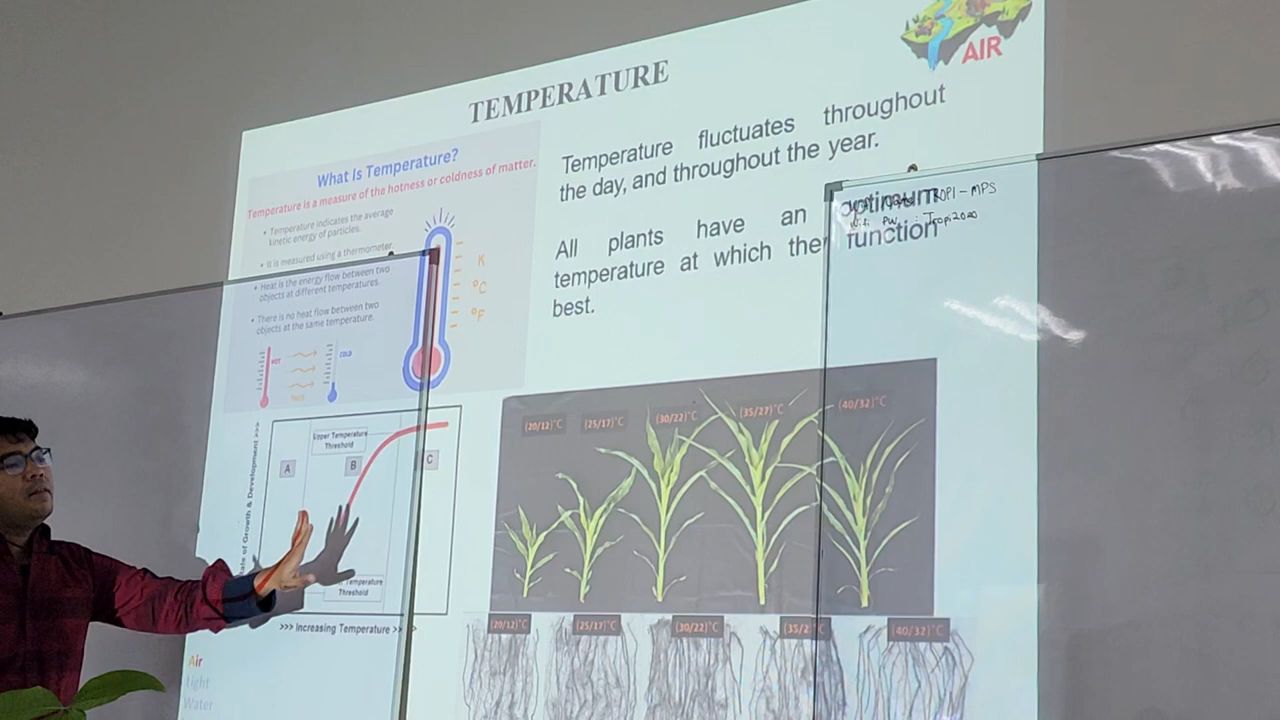 AIR
TEMPERATURE
What Is Temperature?
Temperature is a measure of the hotness or coldness of matter.
• Temperature indicates the average
kinetic energy of particles.
• It is measured using a thermometer.
• Heat is the energy flow between two
objects at different temperatures.
• There is no heat flow between two
objects at the same temperature.
K
°C
°F
HOT
COLD
Temperature fluctuates throughout
the day, and throughout the year.
All plants have an optimum
temperature at which function
best.
TROPI-MPS
PW : Tropi2020
Upper Temperature
Threshold
A
B
C
Temperature
Threshold
Rate of Growth & Development >>>
>>> Increasing Temperature >>>
(20/12)°C
(25/17)°C
(30/22)°C
(35/27)°C
(40/32)°C
(20/12)°C
(25/17)°C
(30/22)°C
(35/2 C
(40/32)°C
Air
Light
Water